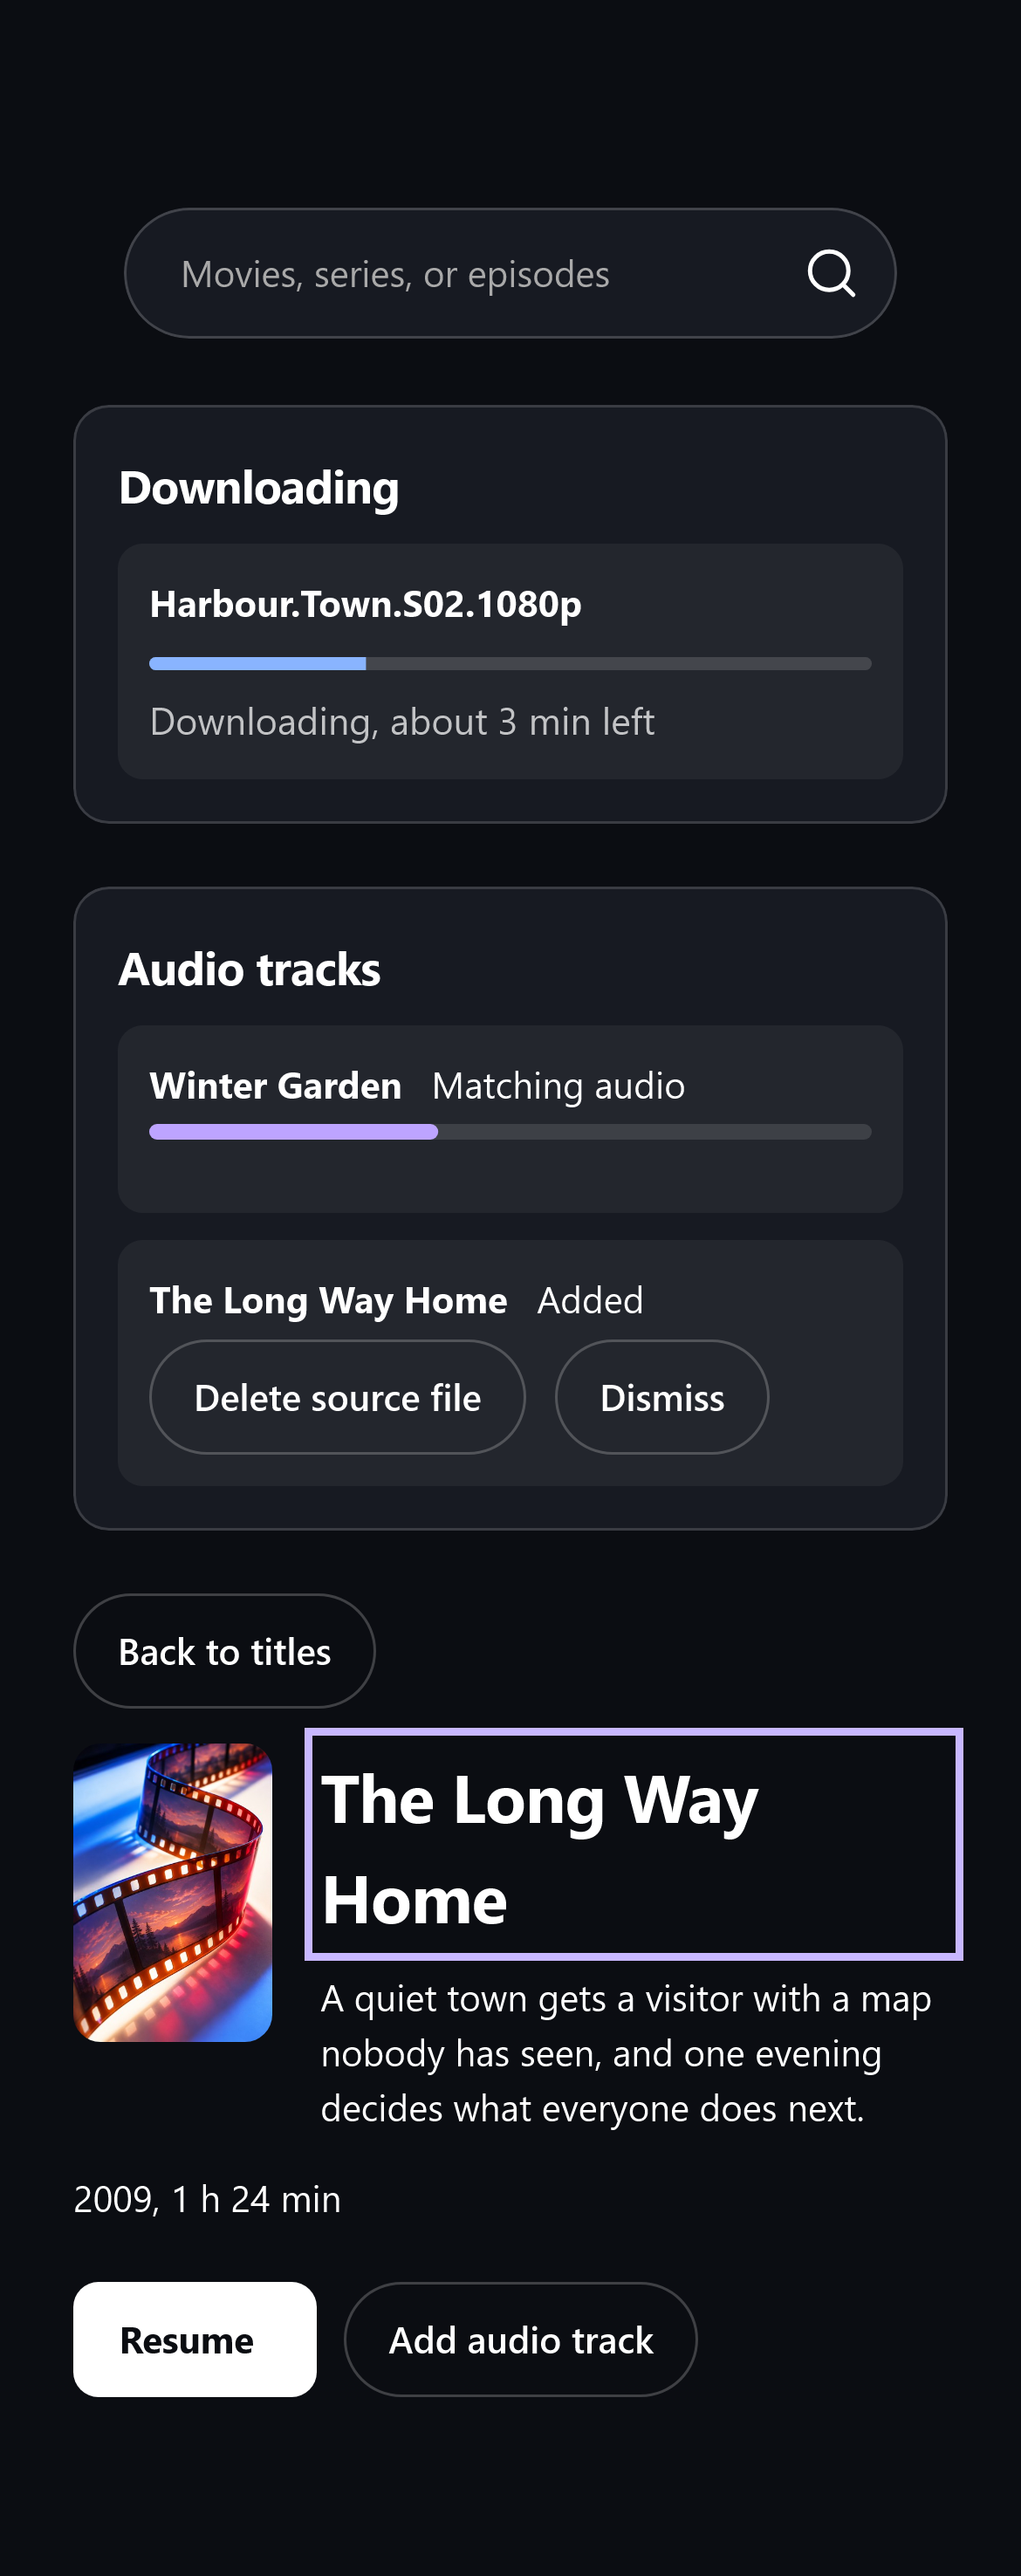 Movies, series, or episodes
Downloading
Harbour.Town.S02.1080p
Downloading, about 3 min left
Audio tracks
Winter Garden Matching audio
The Long Way Home Added
Delete source file Dismiss
Back to titles
The Long Way
Home
A quiet town gets a visitor with a map
nobody has seen, and one evening
decides what everyone does next.
2009, 1 h 24 min
Resume Add audio track